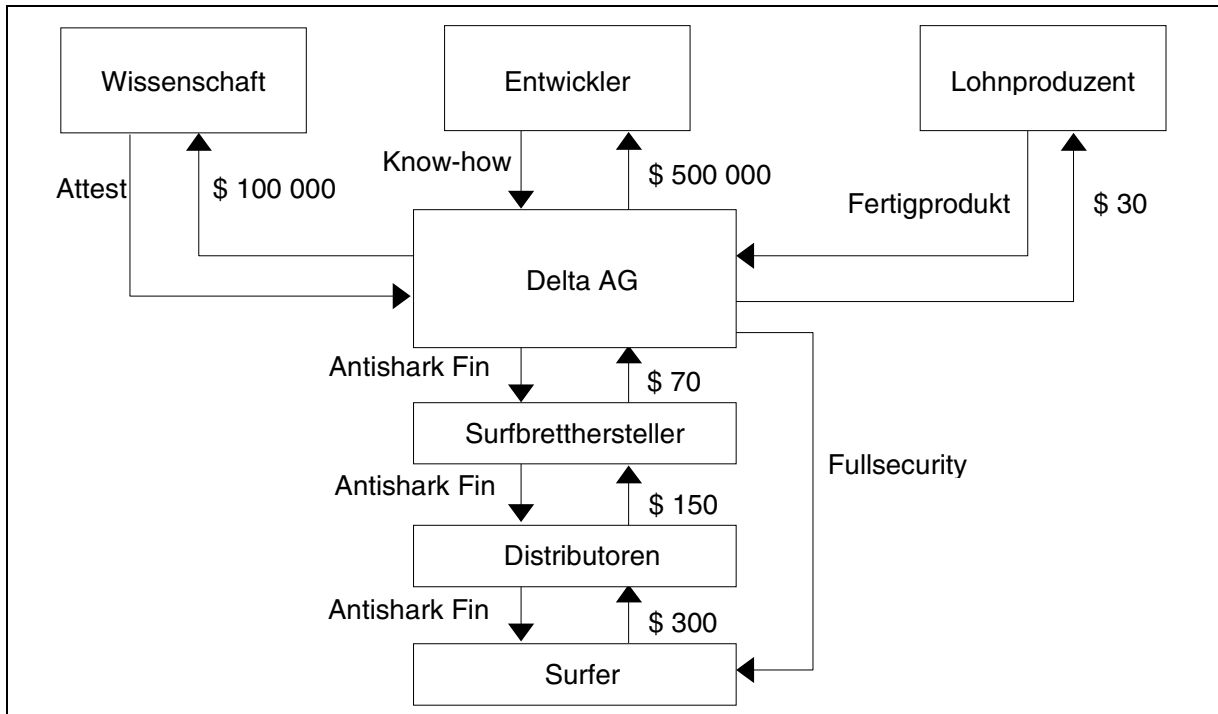 Wissenschaft
Entwickler
Lohnproduzent
Attest
$ 100 000
Know-how
$ 500 000
Fertigprodukt
$ 30
Delta AG
Antishark Fin
$ 70
Surfbretthersteller
Fullsecurity
Antishark Fin
$ 150
Distributoren
Antishark Fin
$ 300
Surfer